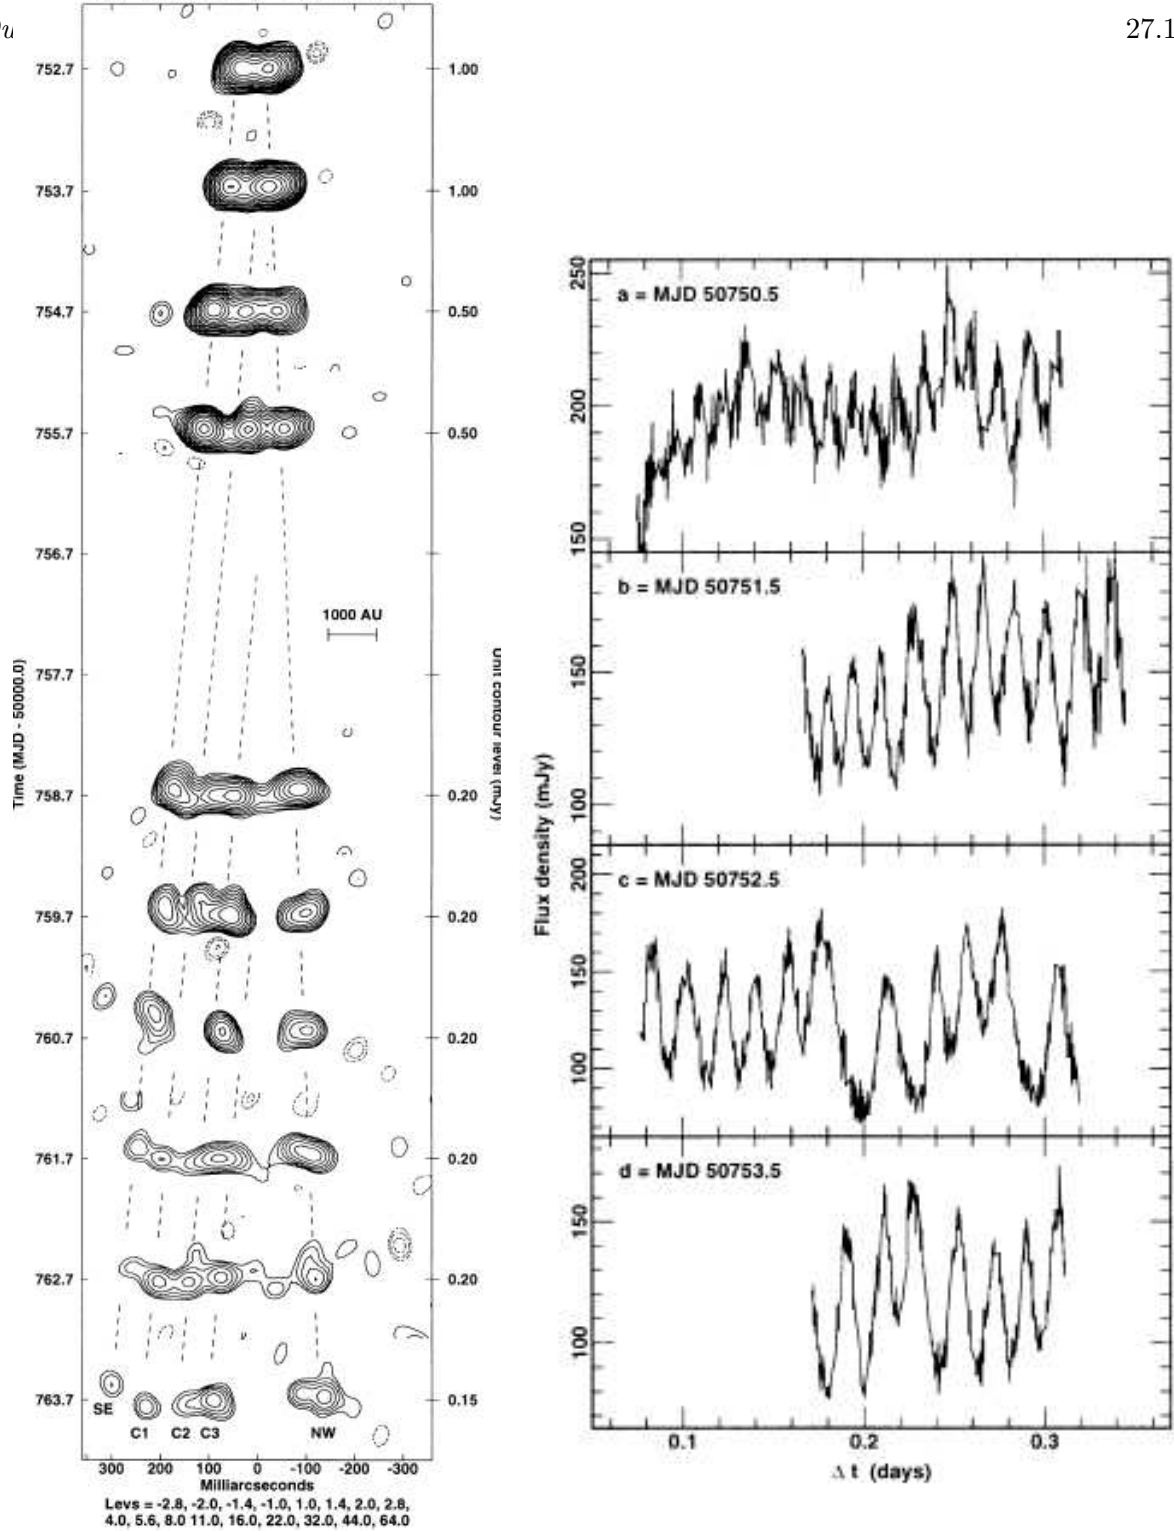 27.1
752.7
1.00
753.7
1.00
754.7
0.50
755.7
0.50
756.7
1000 AU
757.7
Time (MJD - 50000.0)
Unit contour level (mJy)
758.7
0.20
759.7
0.20
760.7
0.20
761.7
0.20
762.7
0.20
763.7
0.15
SE
C1 C2 C3 NW
300 200 100 0 -100 -200 -300
Milliarcseconds
Levs = -2.8, -2.0, -1.4, -1.0, 1.0, 1.4, 2.0, 2.8,
4.0, 5.6, 8.0 11.0, 16.0, 22.0, 32.0, 44.0, 64.0
a = MJD 50750.5
250
200
150
b = MJD 50751.5
150
100
Flux density (mJy)
c = MJD 50752.5
200
150
100
d = MJD 50753.5
150
100
0.1 0.2 0.3
Δ t (days)